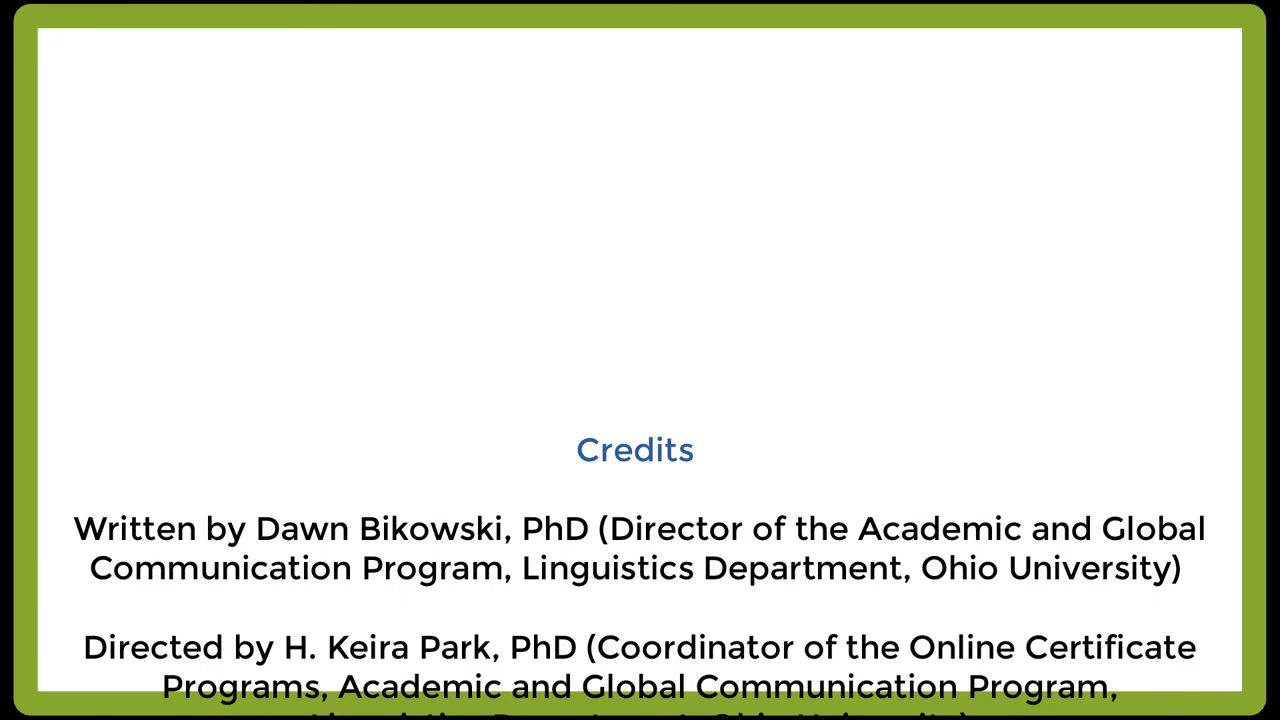 Credits
Written by Dawn Bikowski, PhD (Director of the Academic and Global
Communication Program, Linguistics Department, Ohio University)
Directed by H. Keira Park, PhD (Coordinator of the Online Certificate
Programs, Academic and Global Communication Program,